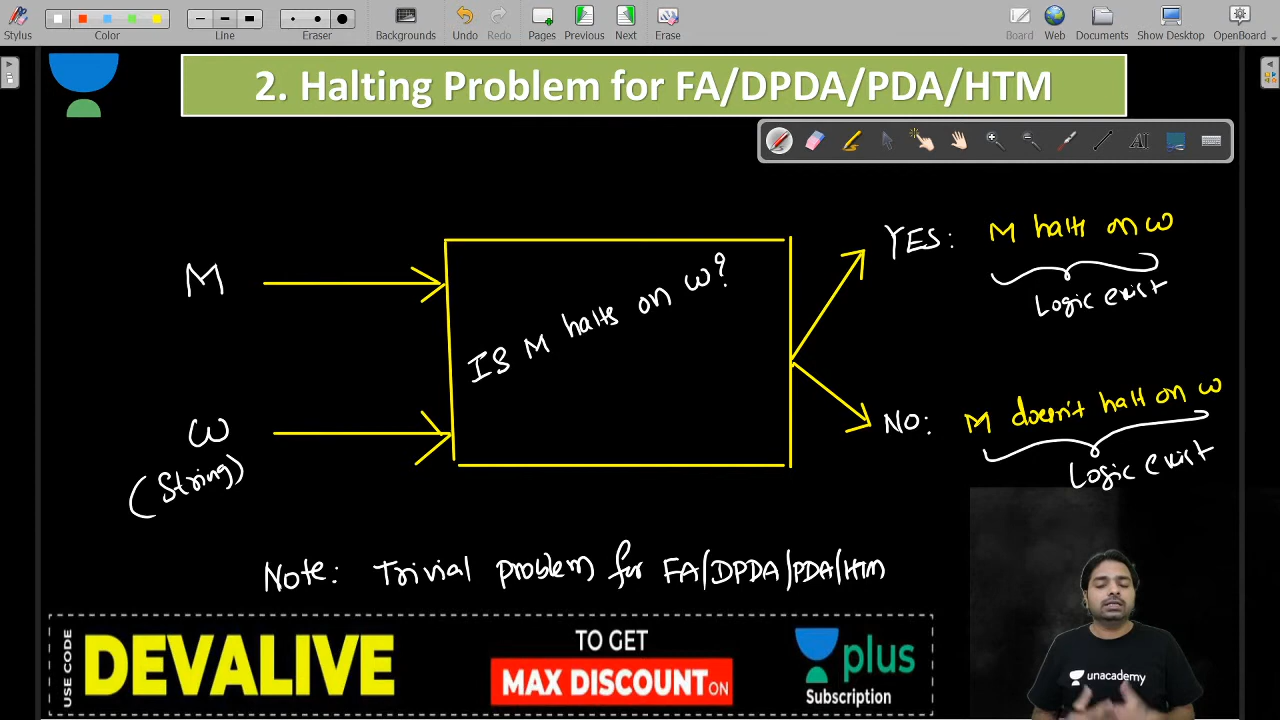 Stylus
Color
Line
Eraser
Backgrounds
Undo
Redo
Pages
Previous
Next
Erase
Board
Web
Documents
Show Desktop
OpenBoard
2. Halting Problem for FA/DPDA/PDA/HTM
M
IS M halts on w?
YES: M halts on w
Logic exist
w
(String)
NO: M doesn't halt on w
Logic exist
Note: Trivial problem for FA/DPDA/PDA/HTM
USE CODE
DEVALIVE
TO GET
MAX DISCOUNT ON
plus
Subscription
unacademy